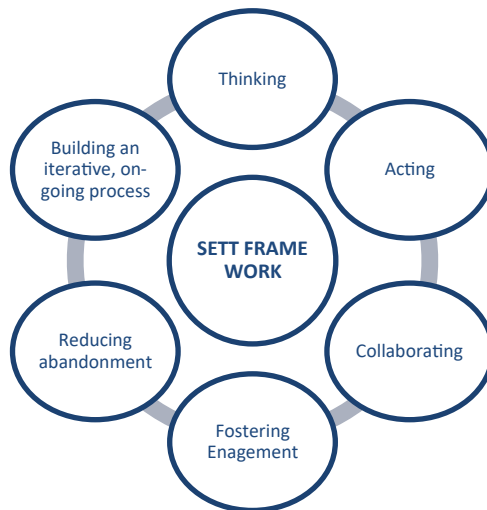 Thinking
Acting
Collaborating
Fostering
Enagement
Reducing
abandonment
Building an
iterative, on-
going process
SETT FRAME
WORK